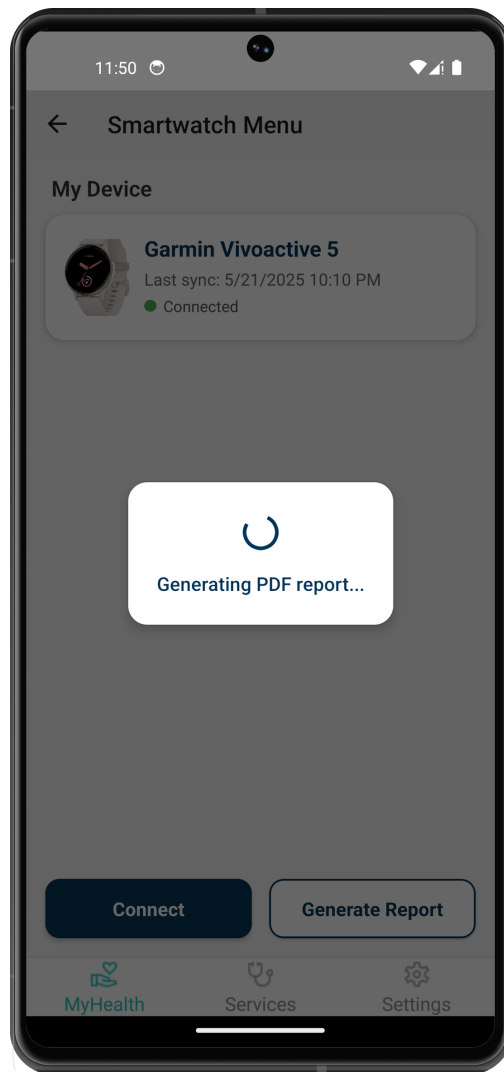 11:50
Smartwatch Menu
My Device
Garmin Vivoactive 5
Last sync: 5/21/2025 10:10 PM
Connected
Generating PDF report...
Connect
Generate Report
MyHealth
Services
Settings